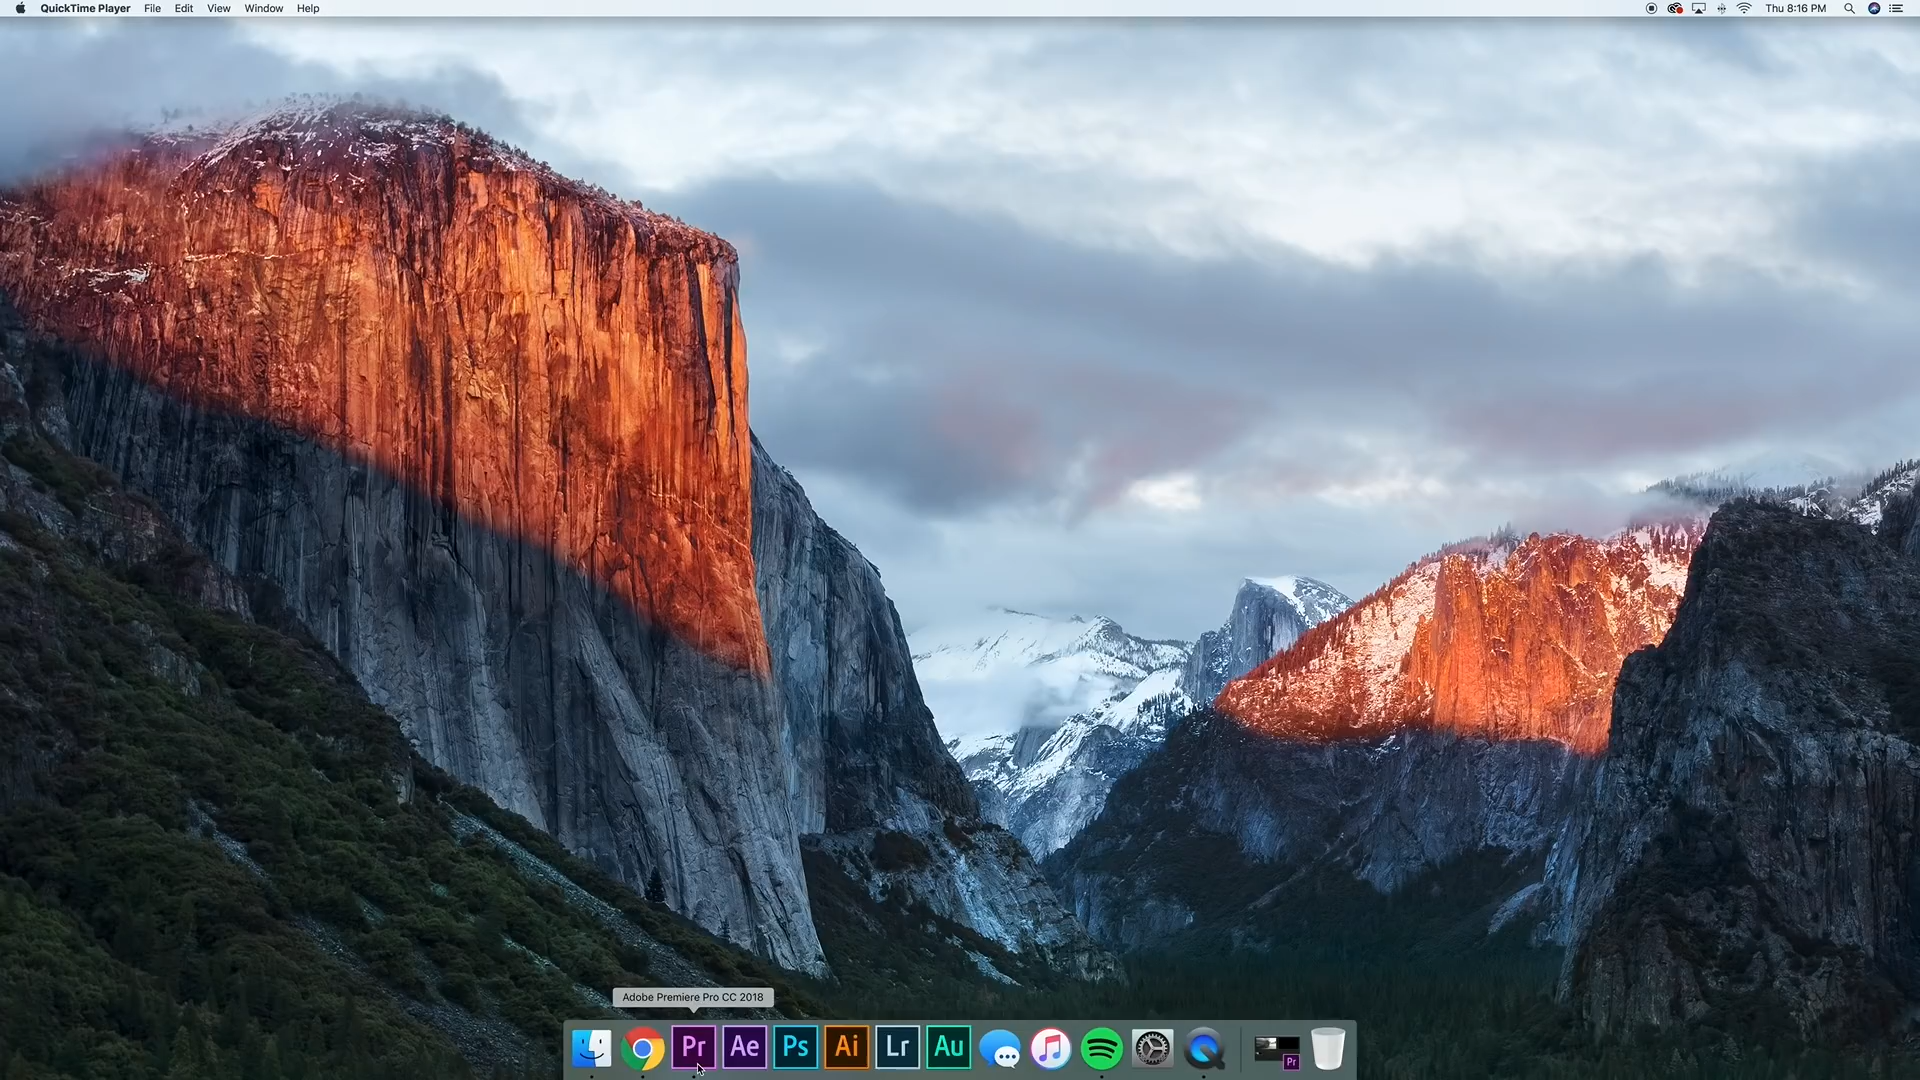 QuickTime Player File Edit View Window Help Thu 8:16 PM
Adobe Premiere Pro CC 2018
Pr Ae Ps Ai Lr Au Pr